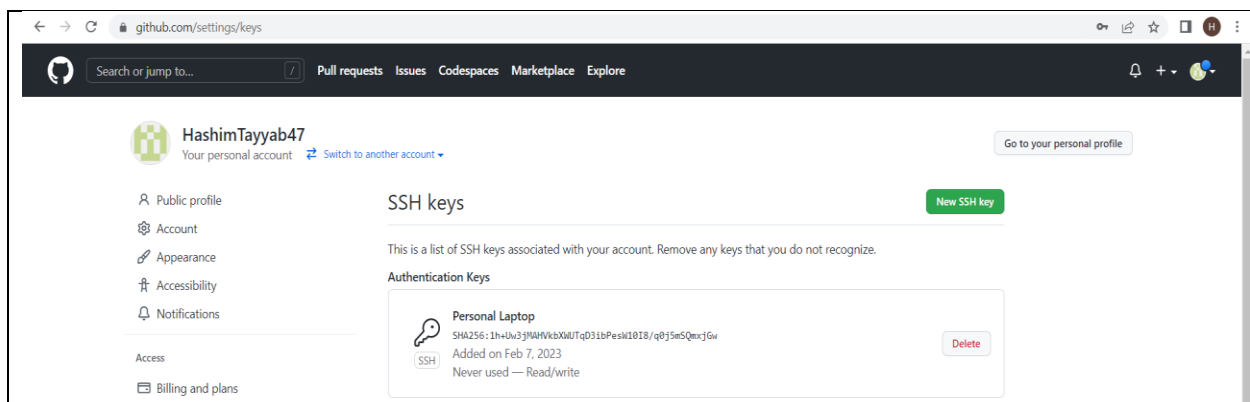 github.com/settings/keys
H
Search or jump to... /
Pull requests Issues Codespaces Marketplace Explore
HashimTayyab47
Your personal account Switch to another account
Go to your personal profile
Public profile
Account
Appearance
Accessibility
Notifications
Access
Billing and plans
SSH keys
New SSH key
This is a list of SSH keys associated with your account. Remove any keys that you do not recognize.
Authentication Keys
Personal Laptop
SHA256:1h+Uw3jMAHVkbXWUTqD3ibPesW10I8/q0j5mSQmxjGw
SSH
Added on Feb 7, 2023
Never used — Read/write
Delete